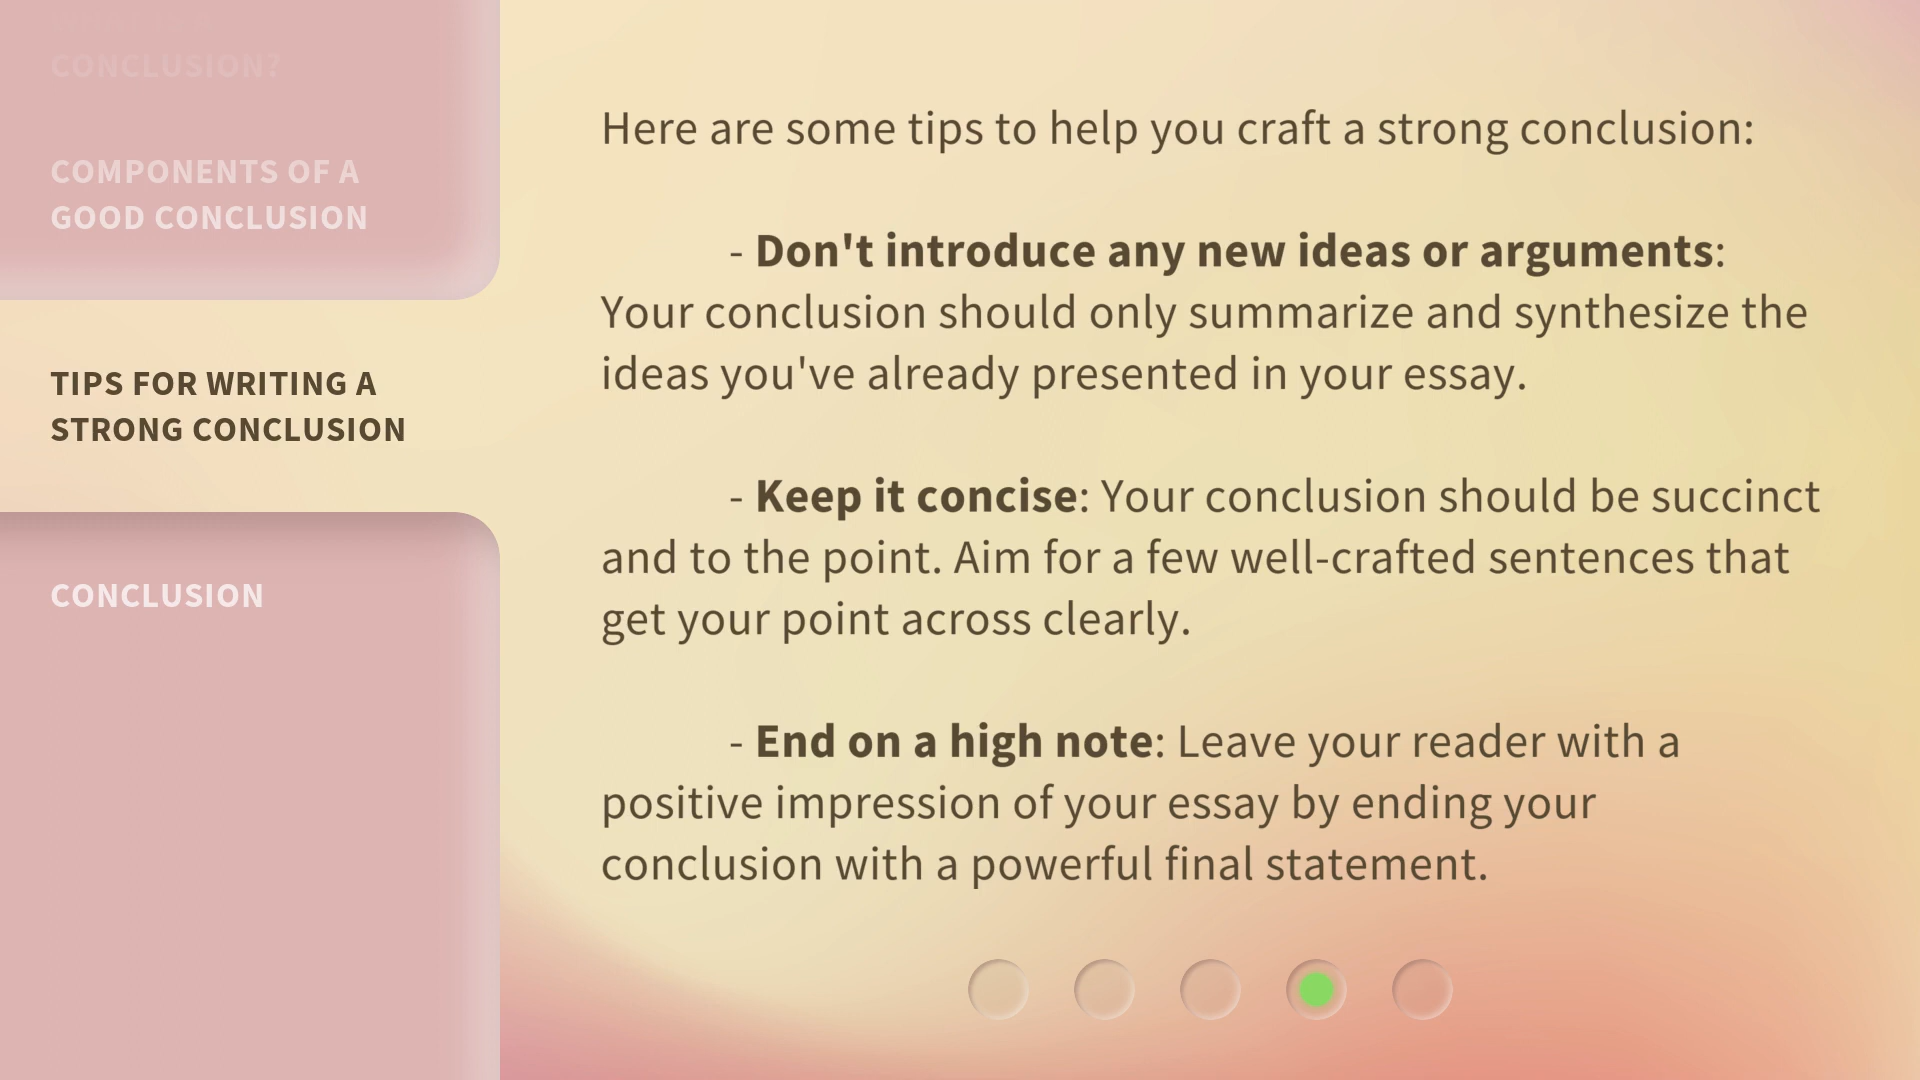 CONCLUSION?
COMPONENTS OF A
GOOD CONCLUSION
TIPS FOR WRITING A
STRONG CONCLUSION
CONCLUSION
Here are some tips to help you craft a strong conclusion:
- Don't introduce any new ideas or arguments:
Your conclusion should only summarize and synthesize the
ideas you've already presented in your essay.
- Keep it concise: Your conclusion should be succinct
and to the point. Aim for a few well-crafted sentences that
get your point across clearly.
- End on a high note: Leave your reader with a
positive impression of your essay by ending your
conclusion with a powerful final statement.